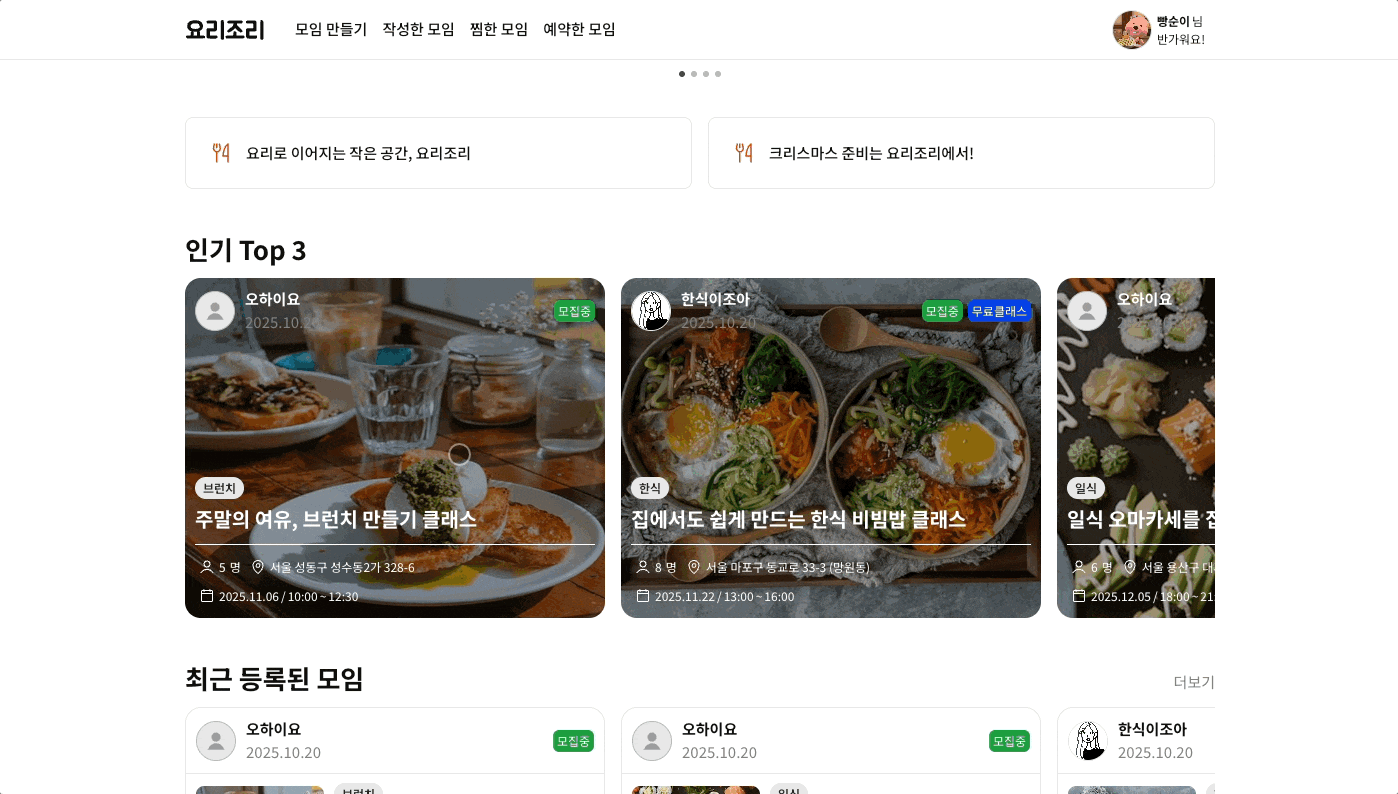 요리조리
모임 만들기 작성한 모임 찜한 모임 예약한 모임
빵순이 님
반가워요!
요리로 이어지는 작은 공간, 요리조리
크리스마스 준비는 요리조리에서!
인기 Top 3
오하이요
2025.10.20
모집중
브런치
주말의 여유, 브런치 만들기 클래스
5 명 서울 성동구 성수동2가 328-6
2025.11.06 / 10:00 ~ 12:30
한식이조아
2025.10.20
모집중 무료클래스
한식
집에서도 쉽게 만드는 한식 비빔밥 클래스
8 명 서울 마포구 동교로 33-3 (망원동)
2025.11.22 / 13:00 ~ 16:00
오하이요
일식
일식 오마카세를
6 명 서울 용산구
2025.12.05 / 18:00 ~ 21
최근 등록된 모임
더보기
오하이요
2025.10.20
모집중
브런치
오하이요
2025.10.20
모집중
일식
한식이조아
2025.10.20